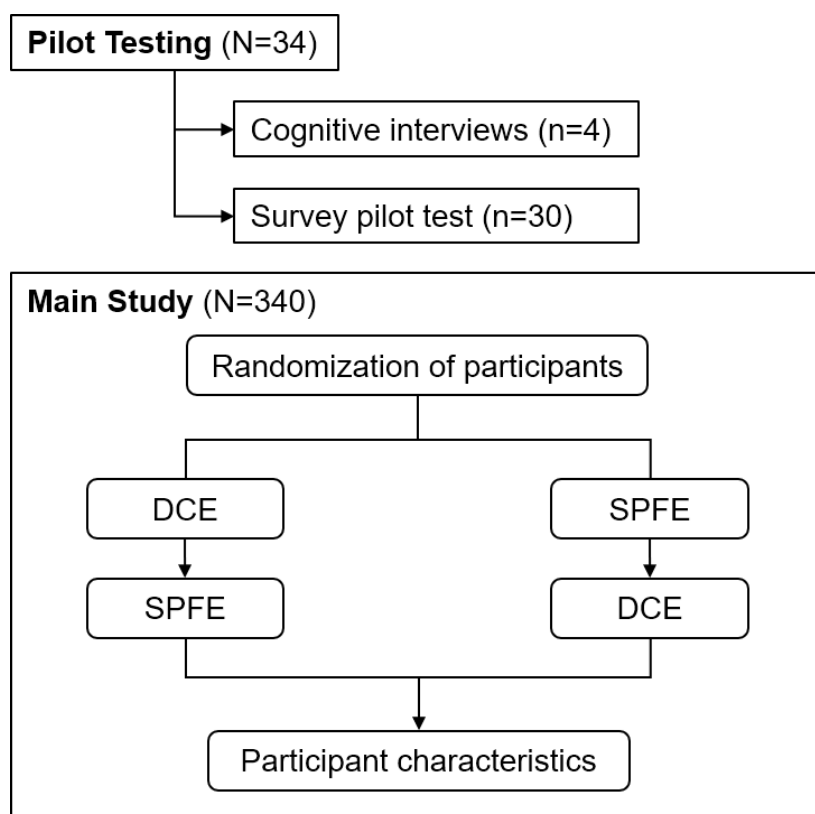 Pilot Testing (N=34)
Cognitive interviews (n=4)
Survey pilot test (n=30)
Main Study (N=340)
Randomization of participants
DCE
SPFE
SPFE
DCE
Participant characteristics